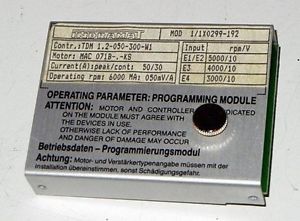 INDRAMAT MOD 1/1X0299-192
Contr.: TDM 1.2-050-300-W1 Input rpm/V
Motor: MAC 071B-.-XS E1/E2 5000/10
Current(A):peak/cont: 50/30 E3 4000/10
Operating rpm: 6000 MA: 050mV/A E4 3000/10
OPERATING PARAMETER: PROGRAMMING MODULE
ATTENTION: MOTOR AND CONTROLLER INDICATED
ON THE MODULE MUST AGREE WITH
THE DEVICES IN USE.
OTHERWISE LACK OF PERFORMANCE
AND DANGER OF DAMAGE MAY OCCUR
Betriebsdaten - Programmierungsmodul
Achtung: Motor- und Verstärkertypenangabe müssen mit der
Installation übereinstimmen, sonst Schädigungsgefahr.